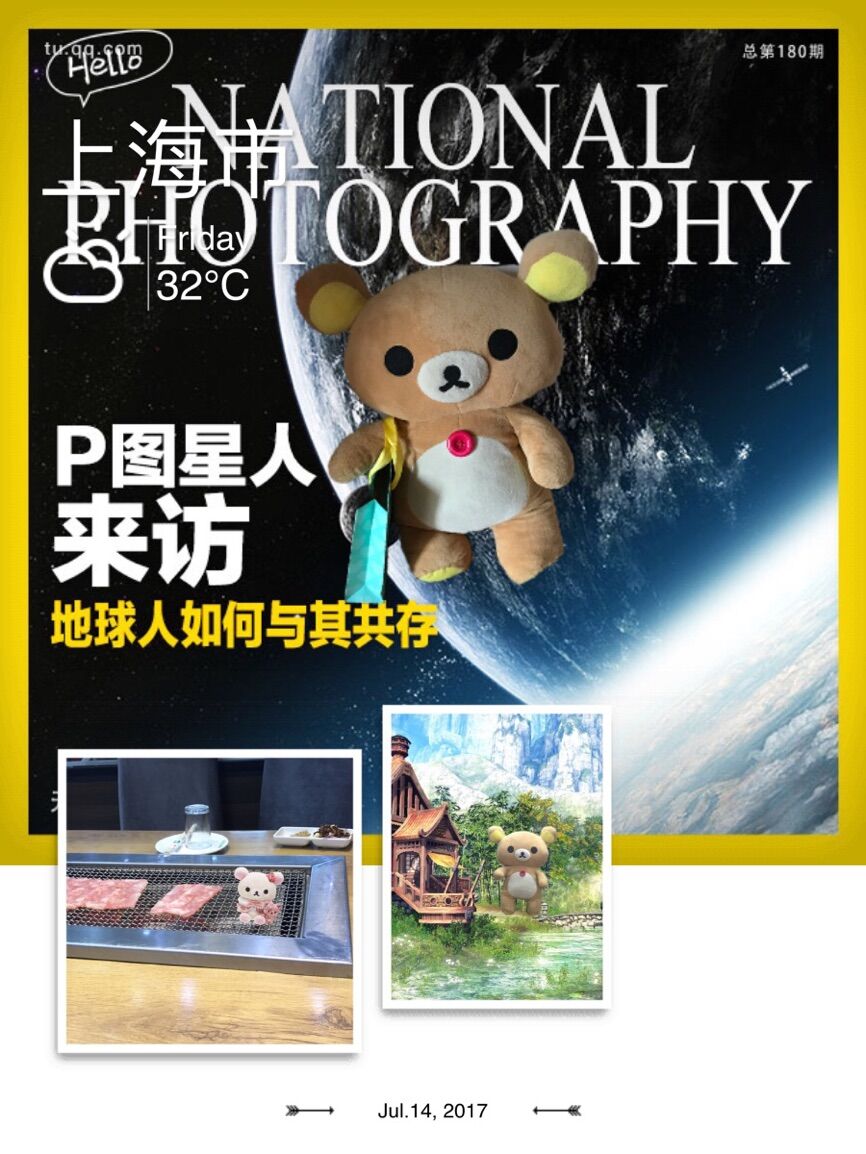 tu.qq.com
Hello
总第180期
NATIONAL
上海市
PHOTOGRAPHY
Friday
32°C
P图星人
来访
地球人如何与其共存
Jul.14, 2017